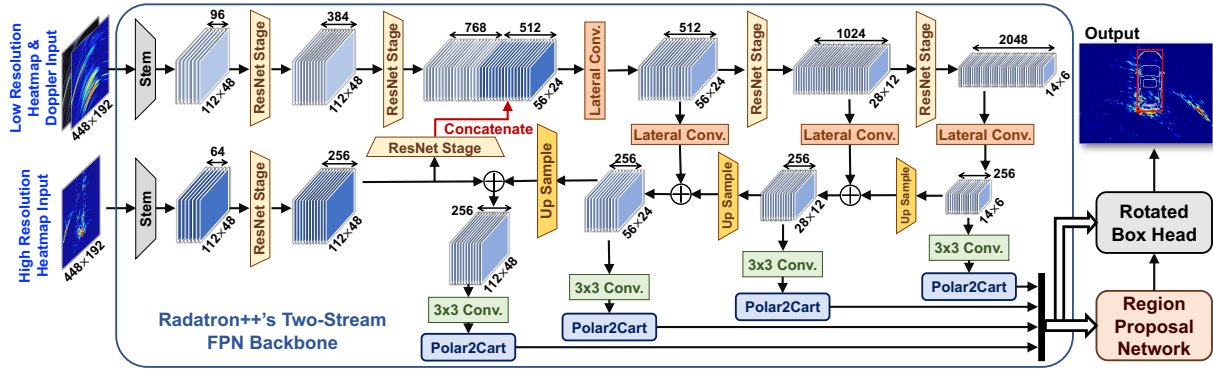 Low Resolution
Heatmap &
Doppler Input
448×192
Stem
96
112×48
ResNet Stage
384
112×48
ResNet Stage
768
512
56×24
Lateral Conv.
512
56×24
ResNet Stage
1024
28×12
ResNet Stage
2048
14×6
Output
Concatenate
ResNet Stage
Lateral Conv.
Lateral Conv.
Lateral Conv.
High Resolution
Heatmap Input
448×192
Stem
64
112×48
ResNet Stage
256
112×48
256
112×48
Up Sample
256
56×24
Up Sample
256
28×12
Up Sample
256
14×6
3x3 Conv.
3x3 Conv.
3x3 Conv.
3x3 Conv.
Polar2Cart
Polar2Cart
Polar2Cart
Polar2Cart
Radatron++'s Two-Stream
FPN Backbone
Rotated
Box Head
Region
Proposal
Network